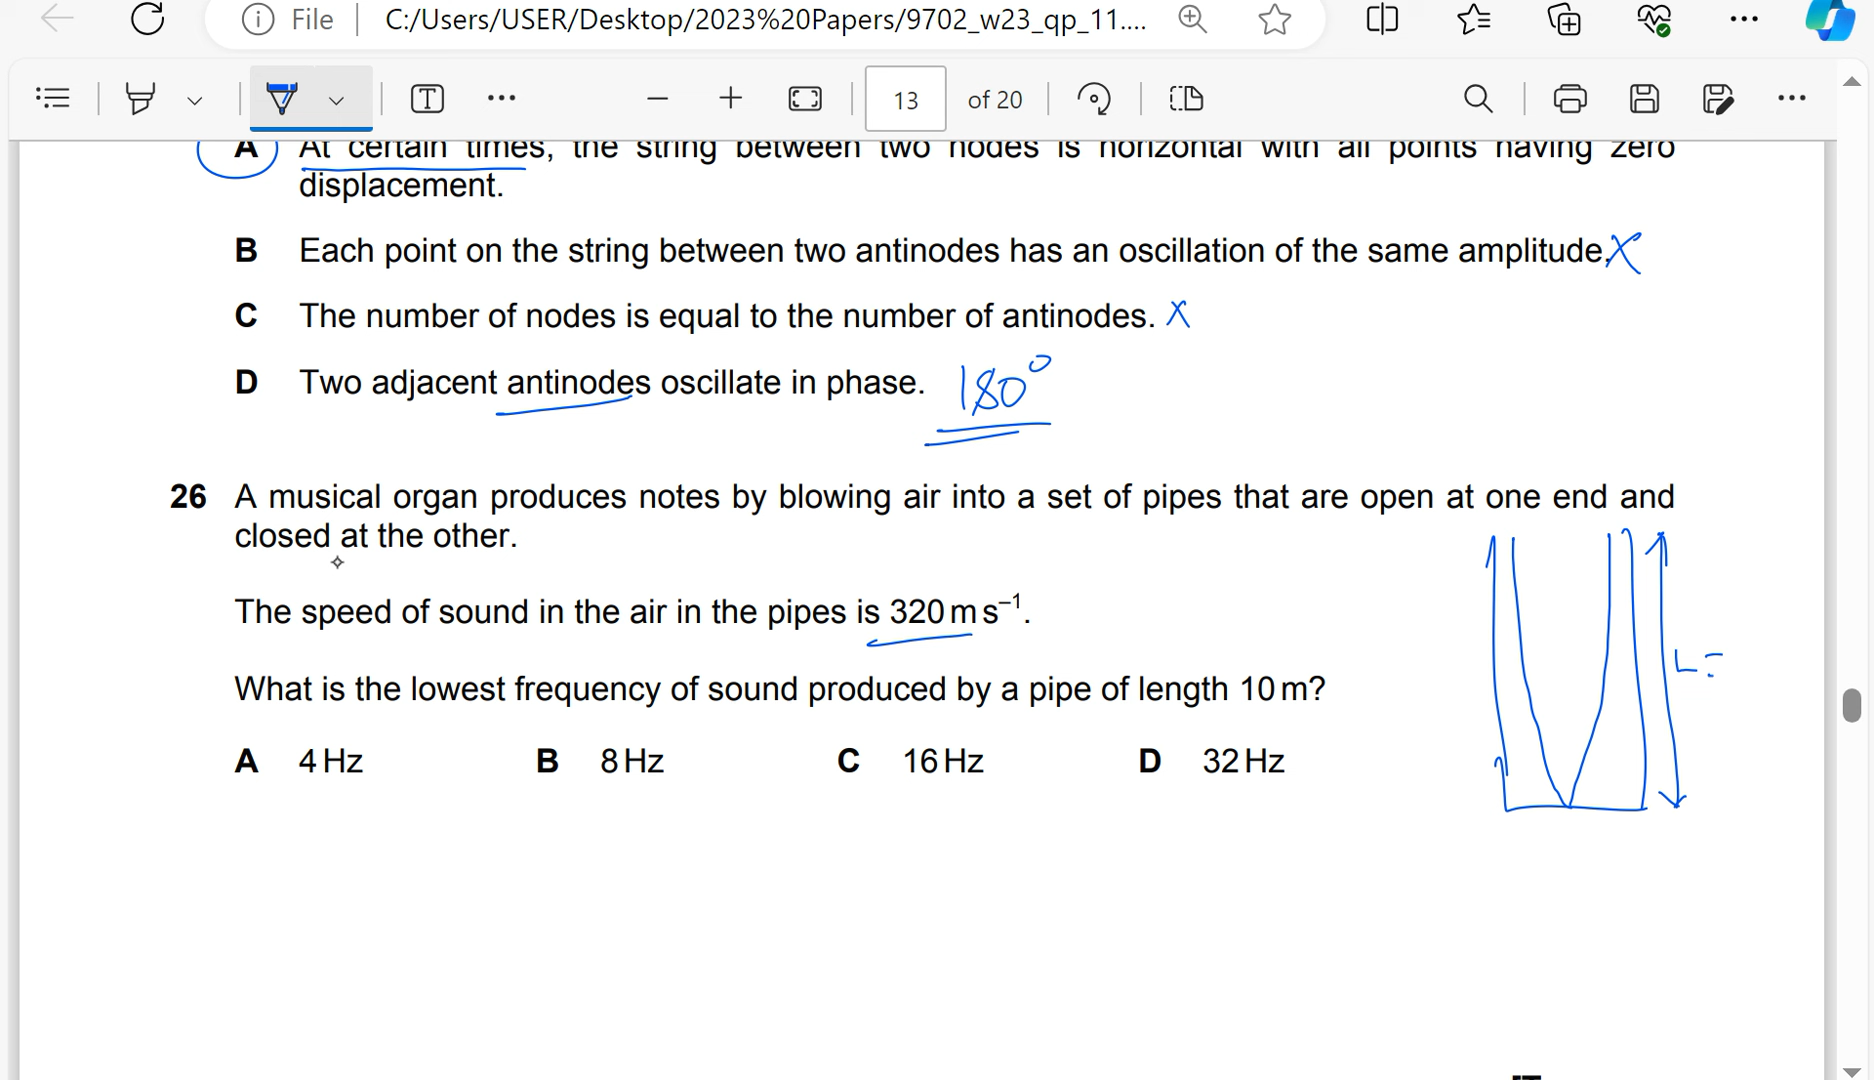 File
C:/Users/USER/Desktop/2023%20Papers/9702_w23_qp_11....
13 of 20
A At certain times, the string between two nodes is horizontal with all points having zero
displacement.
B Each point on the string between two antinodes has an oscillation of the same amplitude. X
C The number of nodes is equal to the number of antinodes. X
D Two adjacent antinodes oscillate in phase. 180°
26 A musical organ produces notes by blowing air into a set of pipes that are open at one end and
closed at the other.
The speed of sound in the air in the pipes is 320 m s⁻¹.
L =
What is the lowest frequency of sound produced by a pipe of length 10 m?
A 4 Hz B 8 Hz C 16 Hz D 32 Hz